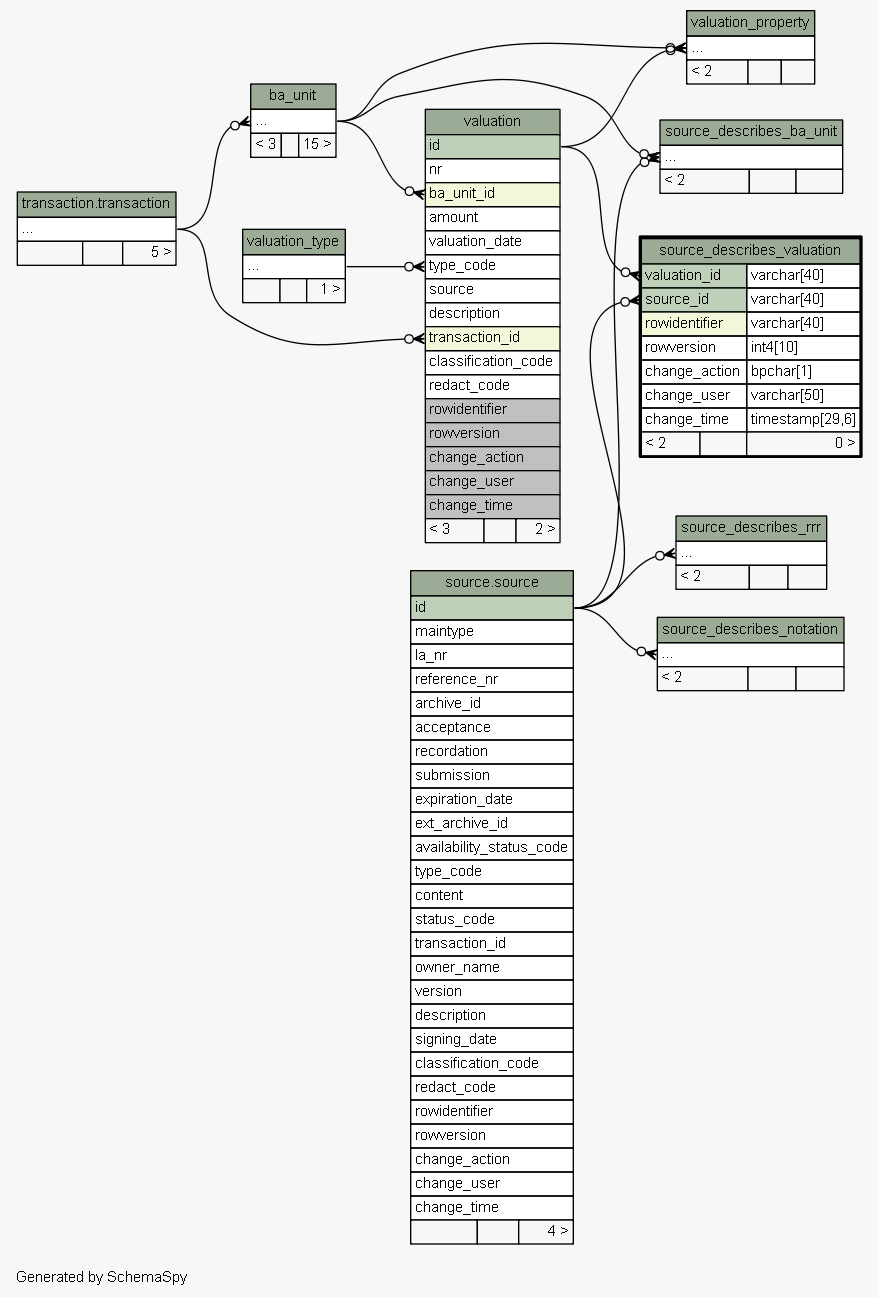 valuation_property
...
< 2
ba_unit
...
< 3 15 >
valuation
id
nr
ba_unit_id
amount
valuation_date
type_code
source
description
transaction_id
classification_code
redact_code
rowidentifier
rowversion
change_action
change_user
change_time
< 3 2 >
source_describes_ba_unit
...
< 2
transaction.transaction
...
5 >
valuation_type
...
1 >
source_describes_valuation
valuation_id varchar[40]
source_id varchar[40]
rowidentifier varchar[40]
rowversion int4[10]
change_action bpchar[1]
change_user varchar[50]
change_time timestamp[29,6]
< 2 0 >
source_describes_rrr
...
< 2
source.source
id
maintype
la_nr
reference_nr
archive_id
acceptance
recordation
submission
expiration_date
ext_archive_id
availability_status_code
type_code
content
status_code
transaction_id
owner_name
version
description
signing_date
classification_code
redact_code
rowidentifier
rowversion
change_action
change_user
change_time
4 >
source_describes_notation
...
< 2
Generated by SchemaSpy